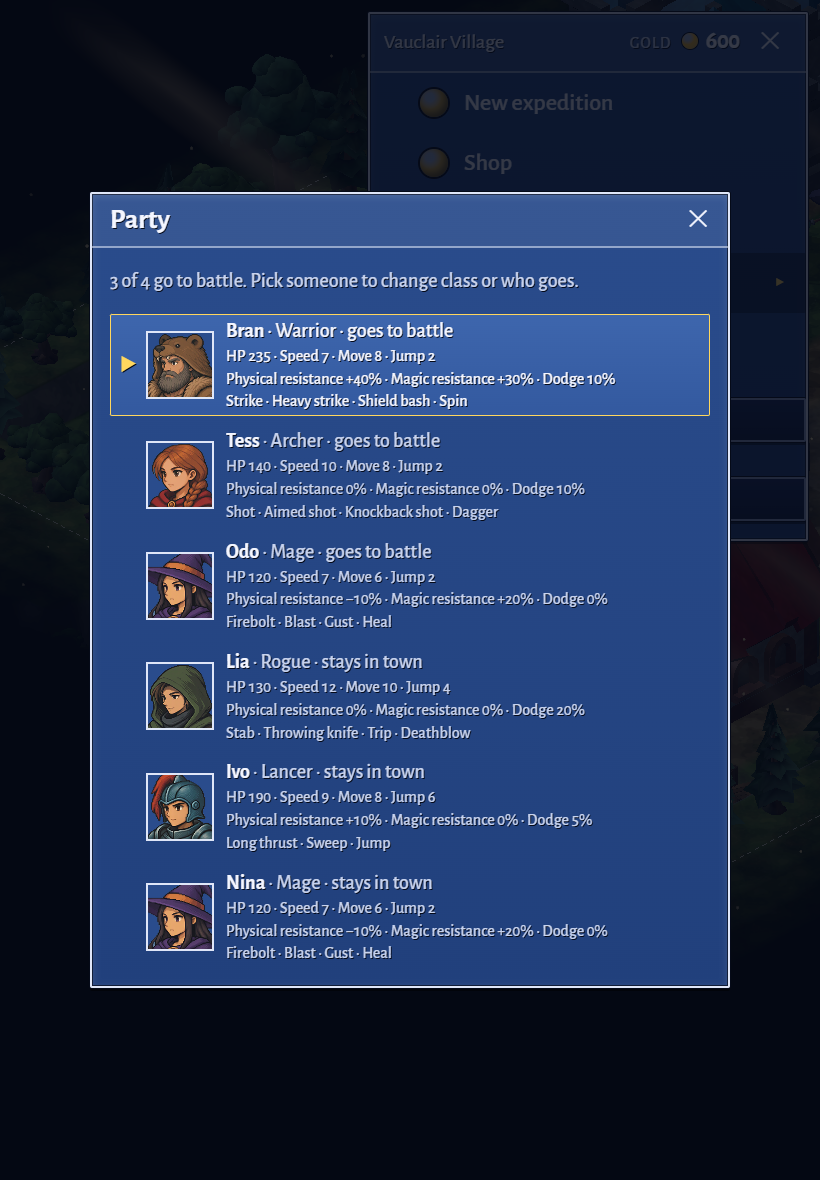 Vauclair Village
GOLD 600
New expedition
Shop
Party
3 of 4 go to battle. Pick someone to change class or who goes.
Bran · Warrior · goes to battle
HP 235 · Speed 7 · Move 8 · Jump 2
Physical resistance +40% · Magic resistance +30% · Dodge 10%
Strike · Heavy strike · Shield bash · Spin
Tess · Archer · goes to battle
HP 140 · Speed 10 · Move 8 · Jump 2
Physical resistance 0% · Magic resistance 0% · Dodge 10%
Shot · Aimed shot · Knockback shot · Dagger
Odo · Mage · goes to battle
HP 120 · Speed 7 · Move 6 · Jump 2
Physical resistance −10% · Magic resistance +20% · Dodge 0%
Firebolt · Blast · Gust · Heal
Lia · Rogue · stays in town
HP 130 · Speed 12 · Move 10 · Jump 4
Physical resistance 0% · Magic resistance 0% · Dodge 20%
Stab · Throwing knife · Trip · Deathblow
Ivo · Lancer · stays in town
HP 190 · Speed 9 · Move 8 · Jump 6
Physical resistance +10% · Magic resistance 0% · Dodge 5%
Long thrust · Sweep · Jump
Nina · Mage · stays in town
HP 120 · Speed 7 · Move 6 · Jump 2
Physical resistance −10% · Magic resistance +20% · Dodge 0%
Firebolt · Blast · Gust · Heal